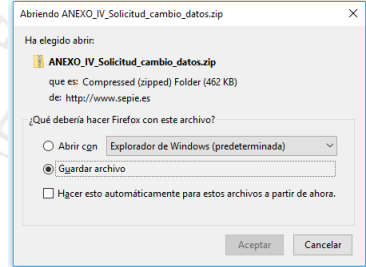 Abriendo ANEXO_IV_Solicitud_cambio_datos.zip
Ha elegido abrir:
ANEXO_IV_Solicitud_cambio_datos.zip
que es: Compressed (zipped) Folder (462 KB)
de: http://www.sepie.es
¿Qué debería hacer Firefox con este archivo?
Abrir con Explorador de Windows (predeterminada)
Guardar archivo
Hacer esto automáticamente para estos archivos a partir de ahora.
Aceptar Cancelar